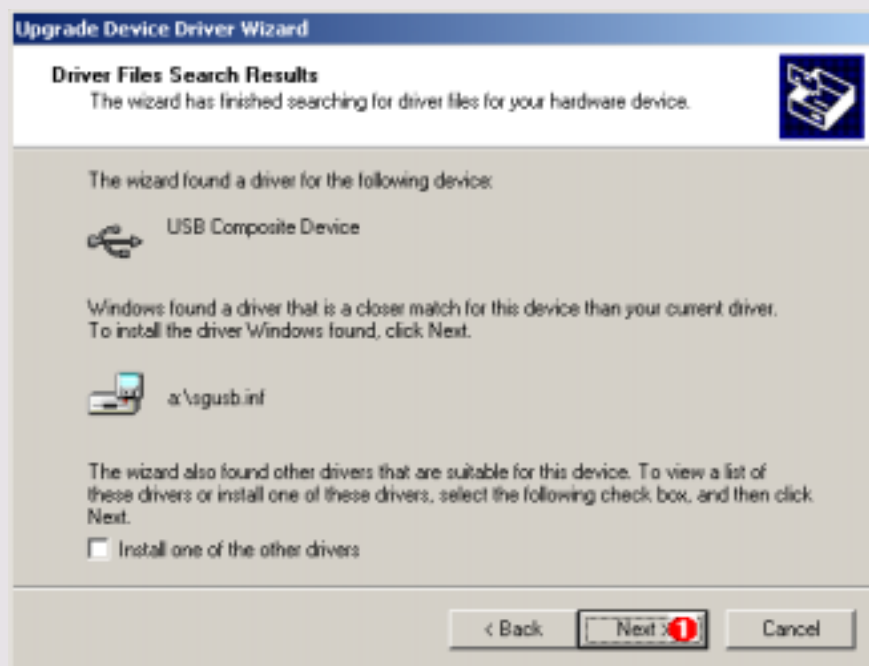 Upgrade Device Driver Wizard
Driver Files Search Results
The wizard has finished searching for driver files for your hardware device.
The wizard found a driver for the following device:
USB Composite Device
Windows found a driver that is a closer match for this device than your current driver.
To install the driver Windows found, click Next.
a:\sgusb.inf
The wizard also found other drivers that are suitable for this device. To view a list of
these drivers or install one of these drivers, select the following check box, and then click
Next.
Install one of the other drivers
< Back Next > 1 Cancel